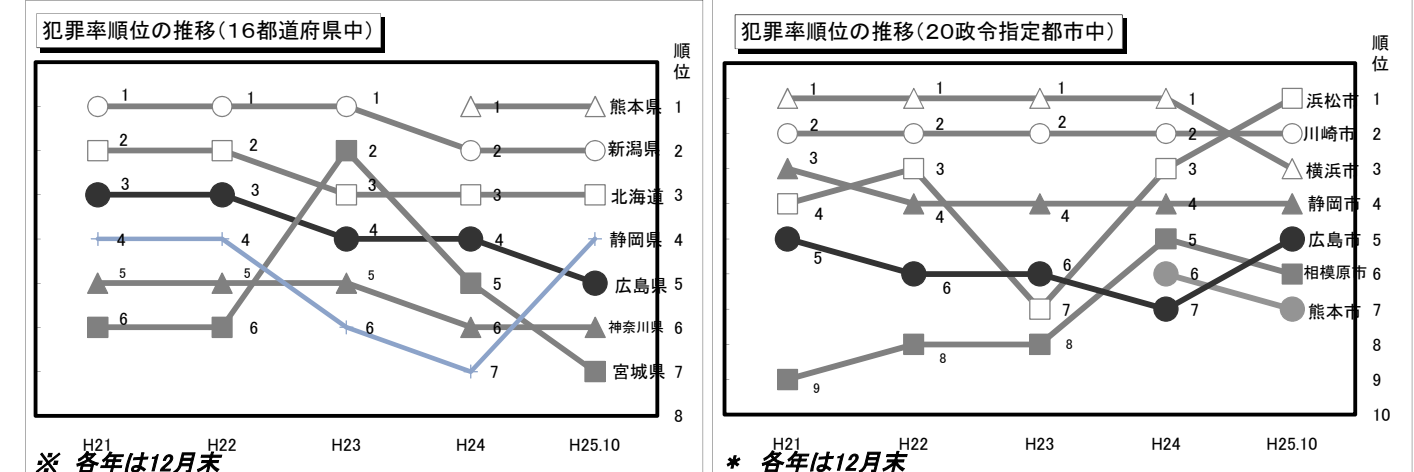 犯罪率順位の推移(16都道府県中)
順
位
1 1 1 1 熊本県 1
2 2 2 2 新潟県 2
3 3 3 3 北海道 3
4 4 4 4 静岡県 4
5 5 5 5 広島県 5
6 6 6 6 神奈川県 6
7 宮城県 7
8
H21 H22 H23 H24 H25.10
※ 各年は12月末
犯罪率順位の推移(20政令指定都市中)
順
位
1 1 1 1 浜松市 1
2 2 2 2 川崎市 2
3 3 3 横浜市 3
4 4 4 4 静岡市 4
5 5 広島市 5
6 6 6 相模原市 6
7 7 熊本市 7
8 8 8
9 9
10
H21 H22 H23 H24 H25.10
* 各年は12月末